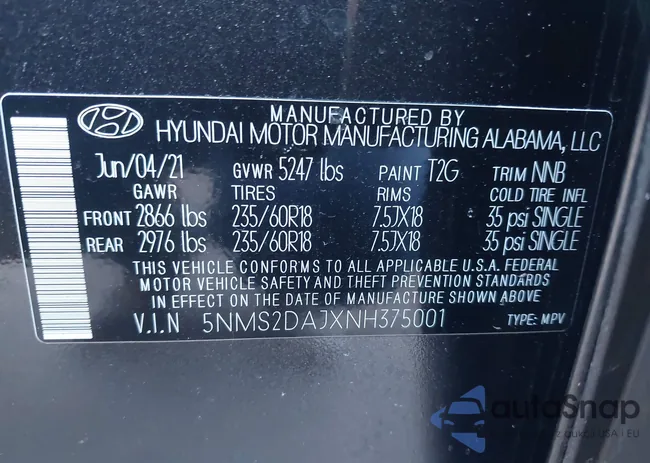 MANUFACTURED BY
HYUNDAI MOTOR MANUFACTURING ALABAMA, LLC
Jun/04/21 GVWR 5247 lbs PAINT T2G TRIM NNB
GAWR TIRES RIMS COLD TIRE INFL
FRONT 2866 lbs 235/60R18 7.5JX18 35 psi SINGLE
REAR 2976 lbs 235/60R18 7.5JX18 35 psi SINGLE
THIS VEHICLE CONFORMS TO ALL APPLICABLE U.S.A. FEDERAL
MOTOR VEHICLE SAFETY AND THEFT PREVENTION STANDARDS
IN EFFECT ON THE DATE OF MANUFACTURE SHOWN ABOVE.
V.I.N 5NMS2DAJXNH375001 TYPE: MPV
autoSnap
USA | EU